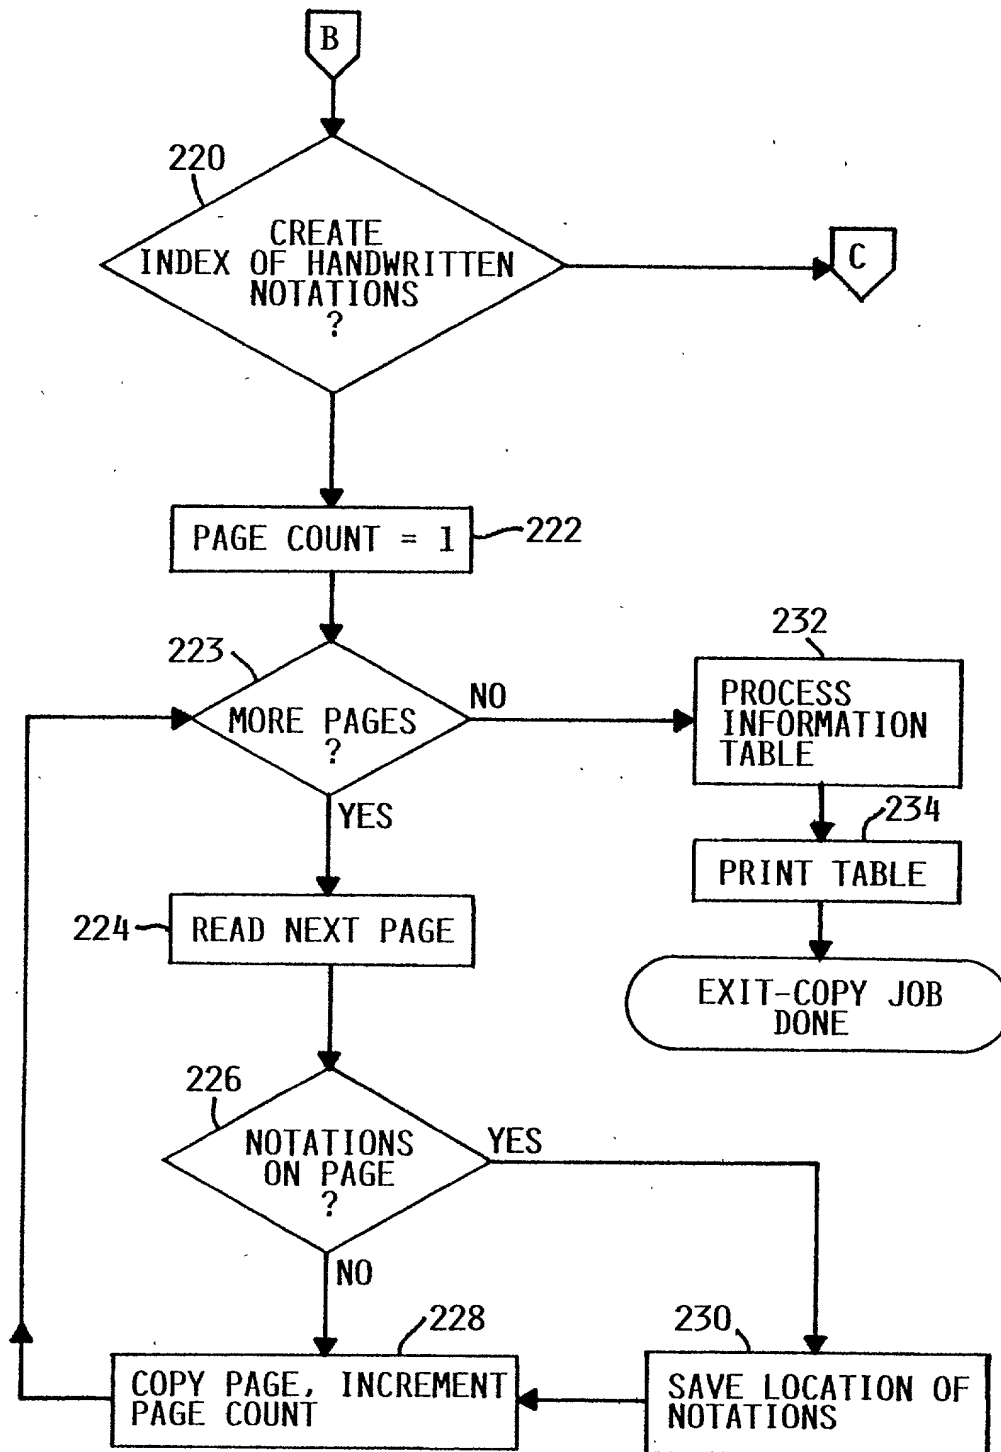 B
220
CREATE
INDEX OF HANDWRITTEN
NOTATIONS
?
C
PAGE COUNT = 1
222
223
MORE PAGES
?
NO
YES
232
PROCESS
INFORMATION
TABLE
234
PRINT TABLE
EXIT-COPY JOB
DONE
224
READ NEXT PAGE
226
NOTATIONS
ON PAGE
?
YES
NO
228
COPY PAGE, INCREMENT
PAGE COUNT
230
SAVE LOCATION OF
NOTATIONS